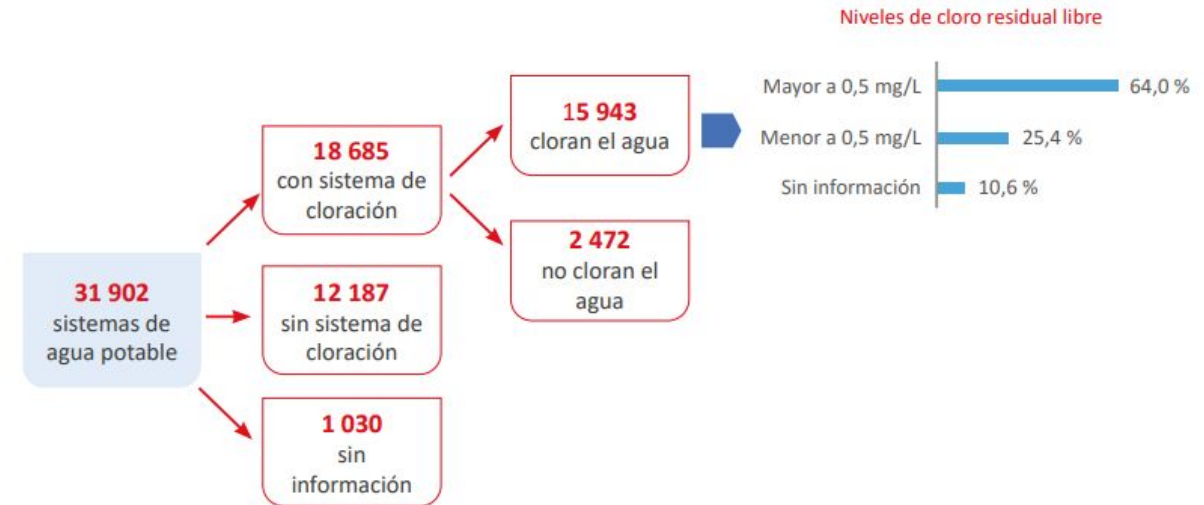 Niveles de cloro residual libre
Mayor a 0,5 mg/L
64,0 %
Menor a 0,5 mg/L
25,4 %
Sin información
10,6 %
15 943
cloran el agua
18 685
con sistema de
cloración
2 472
no cloran el
agua
31 902
sistemas de
agua potable
12 187
sin sistema de
cloración
1 030
sin
información